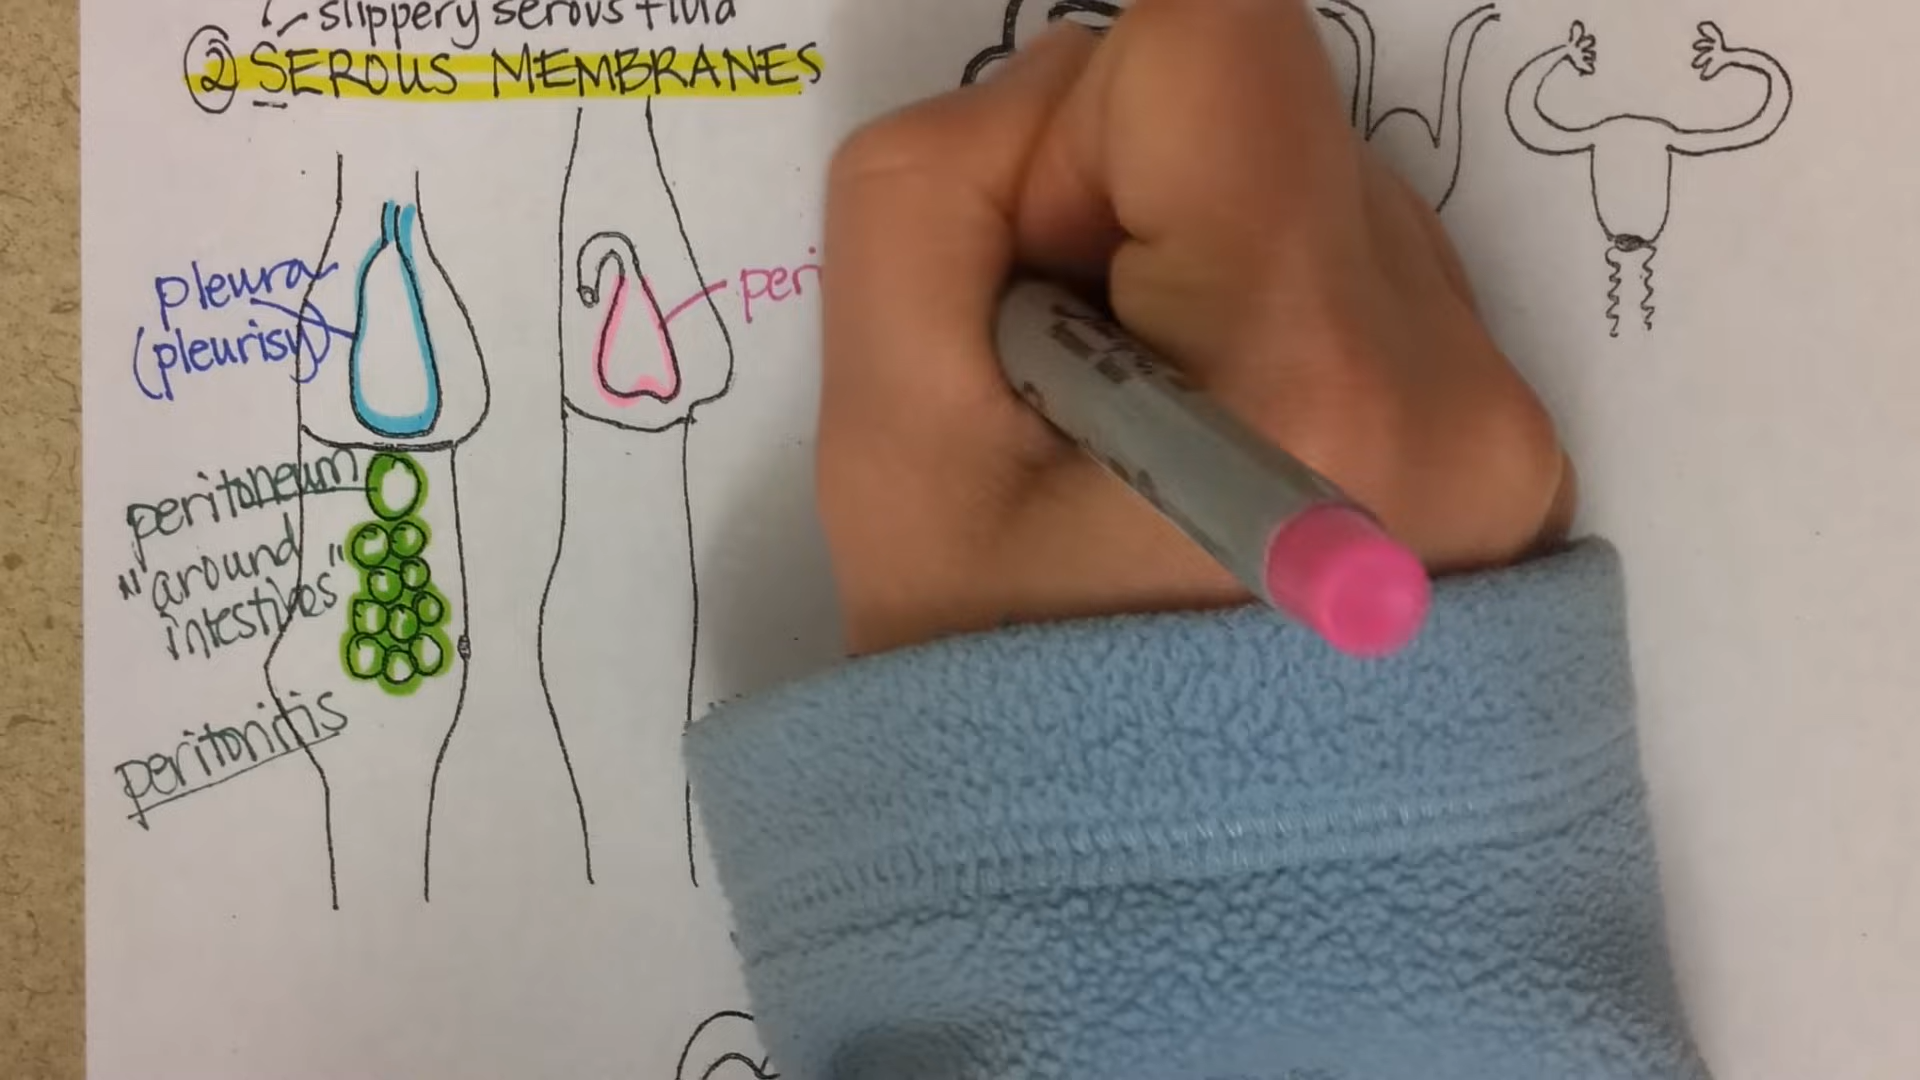 slippery serous fluid
② SEROUS MEMBRANES
pleura
(pleurisy)
peri
peritoneum
"around
intestines"
peritonitis